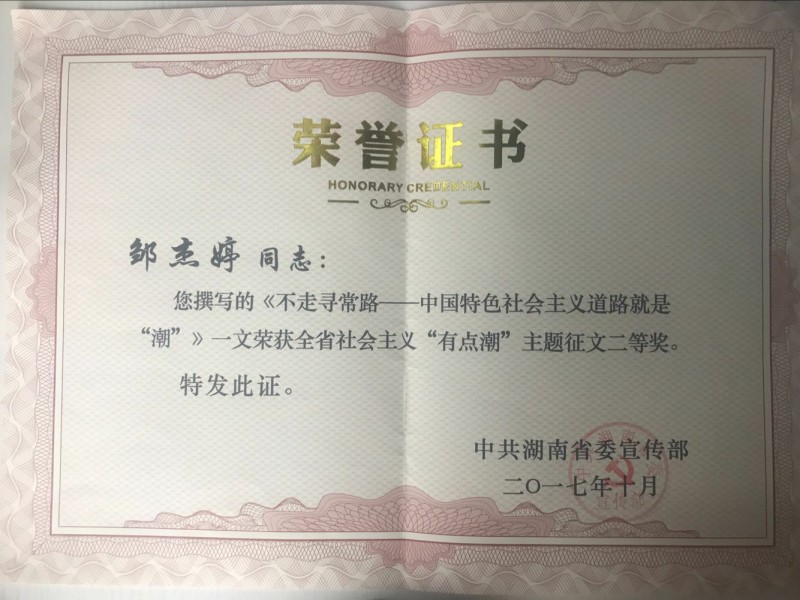 荣誉证书
HONORARY CREDENTIAL
邹杰婷 同志：
您撰写的《不走寻常路——中国特色社会主义道路就是
“潮”》一文荣获全省社会主义“有点潮”主题征文二等奖。
特发此证。
中共湖南省委宣传部
二〇一七年十月